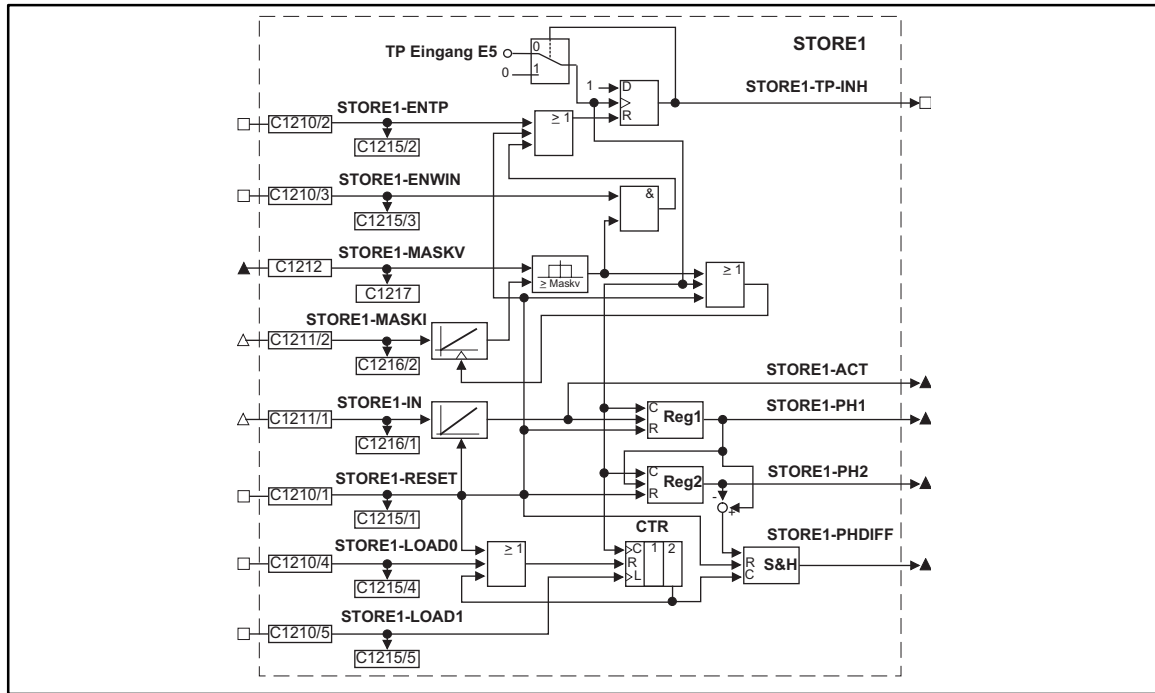 STORE1
TP Eingang E5
0
0
1
1
D
R
STORE1-TP-INH
STORE1-ENTP
C1210/2
C1215/2
≥ 1
STORE1-ENWIN
C1210/3
C1215/3
&
STORE1-MASKV
C1212
C1217
≥ Maskv
≥ 1
STORE1-MASKI
C1211/2
C1216/2
STORE1-ACT
STORE1-IN
C1211/1
C1216/1
C
R
Reg1
STORE1-PH1
STORE1-RESET
C1210/1
C1215/1
C
R
Reg2
STORE1-PH2
-
+
CTR
STORE1-PHDIFF
STORE1-LOAD0
C1210/4
C1215/4
≥ 1
C
R
L
1 2
R
C
S&H
STORE1-LOAD1
C1210/5
C1215/5